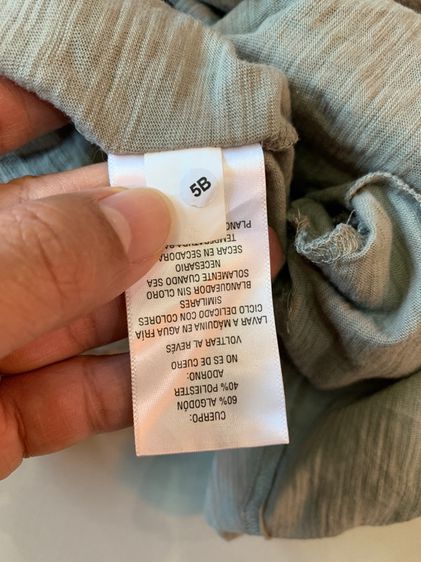 5B
CUERPO:
60% ALGODÓN
40% POLIESTER
ADORNO:
NO ES DE CUERO
VOLTEAR AL REVÉS
LAVAR A MÁQUINA EN AGUA FRÍA
CICLO DELICADO CON COLORES
SIMILARES
BLANQUEADOR SIN CLORO
SOLAMENTE CUANDO SEA
NECESARIO
SECAR EN SECADORA